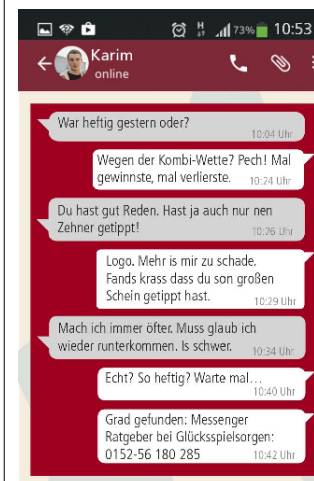 73% 10:53
Karim
online
War heftig gestern oder?
10:04 Uhr
Wegen der Kombi-Wette? Pech! Mal
gewinnste, mal verlierste. 10:24 Uhr
Du hast gut Reden. Hast ja auch nur nen
Zehner getippt! 10:26 Uhr
Logo. Mehr is mir zu schade.
Fands krass dass du son großen
Schein getippt hast. 10:29 Uhr
Mach ich immer öfter. Muss glaub ich
wieder runterkommen. Is schwer. 10:34 Uhr
Echt? So heftig? Warte mal...
10:40 Uhr
Grad gefunden: Messenger
Ratgeber bei Glücksspielsorgen:
0152-56 180 285 10:42 Uhr